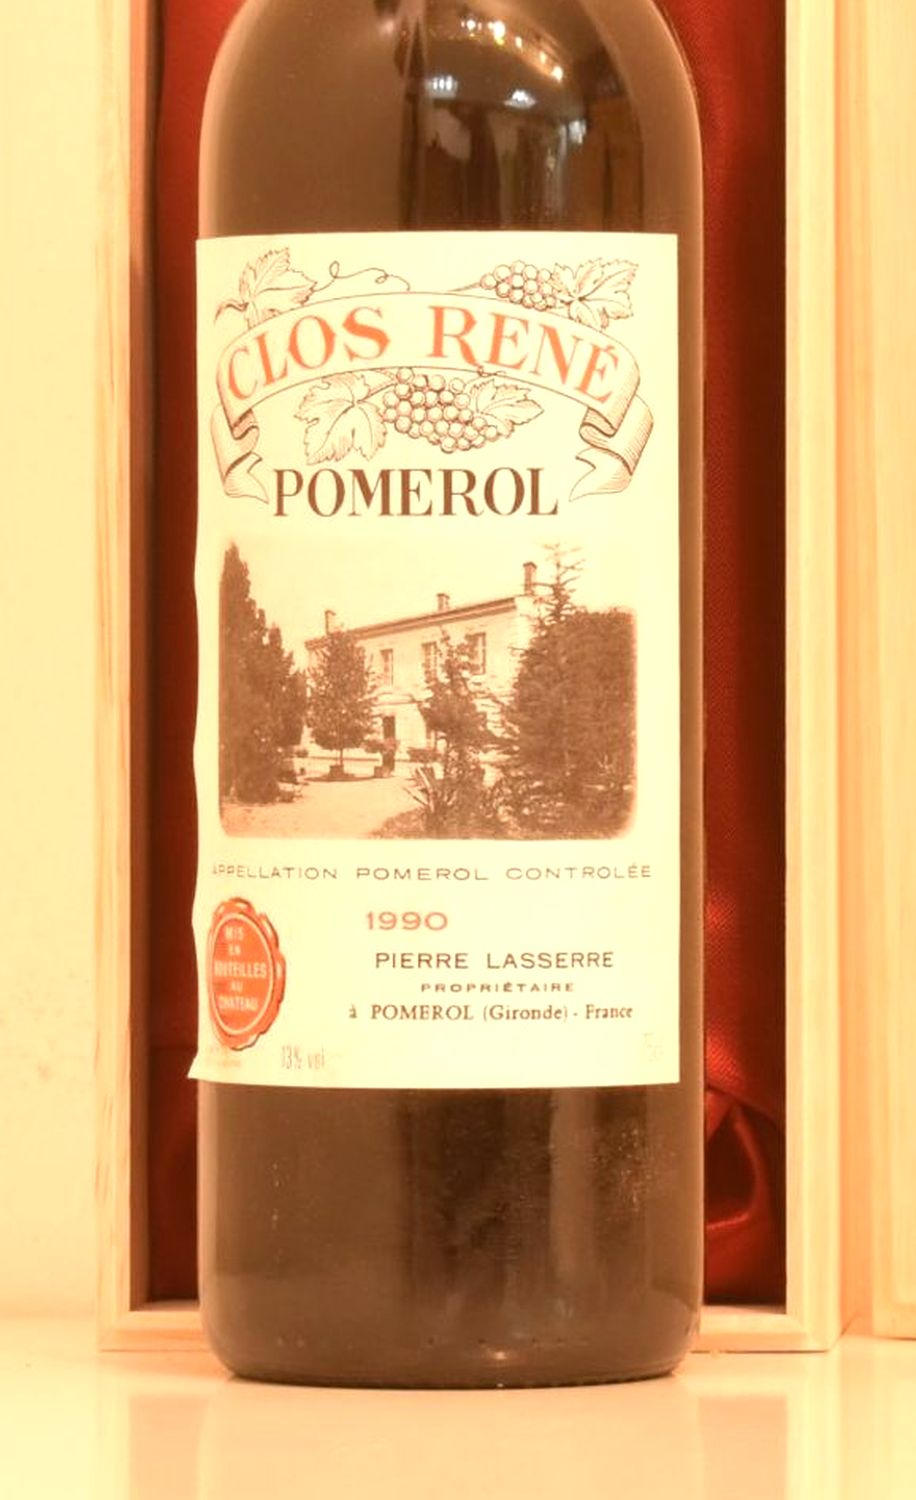 CLOS RENÉ
POMEROL
APPELLATION POMEROL CONTROLÉE
1990
MIS
EN
BOUTEILLES
AU
CHATEAU
PIERRE LASSERRE
PROPRIÉTAIRE
à POMEROL (Gironde) - France
13% vol